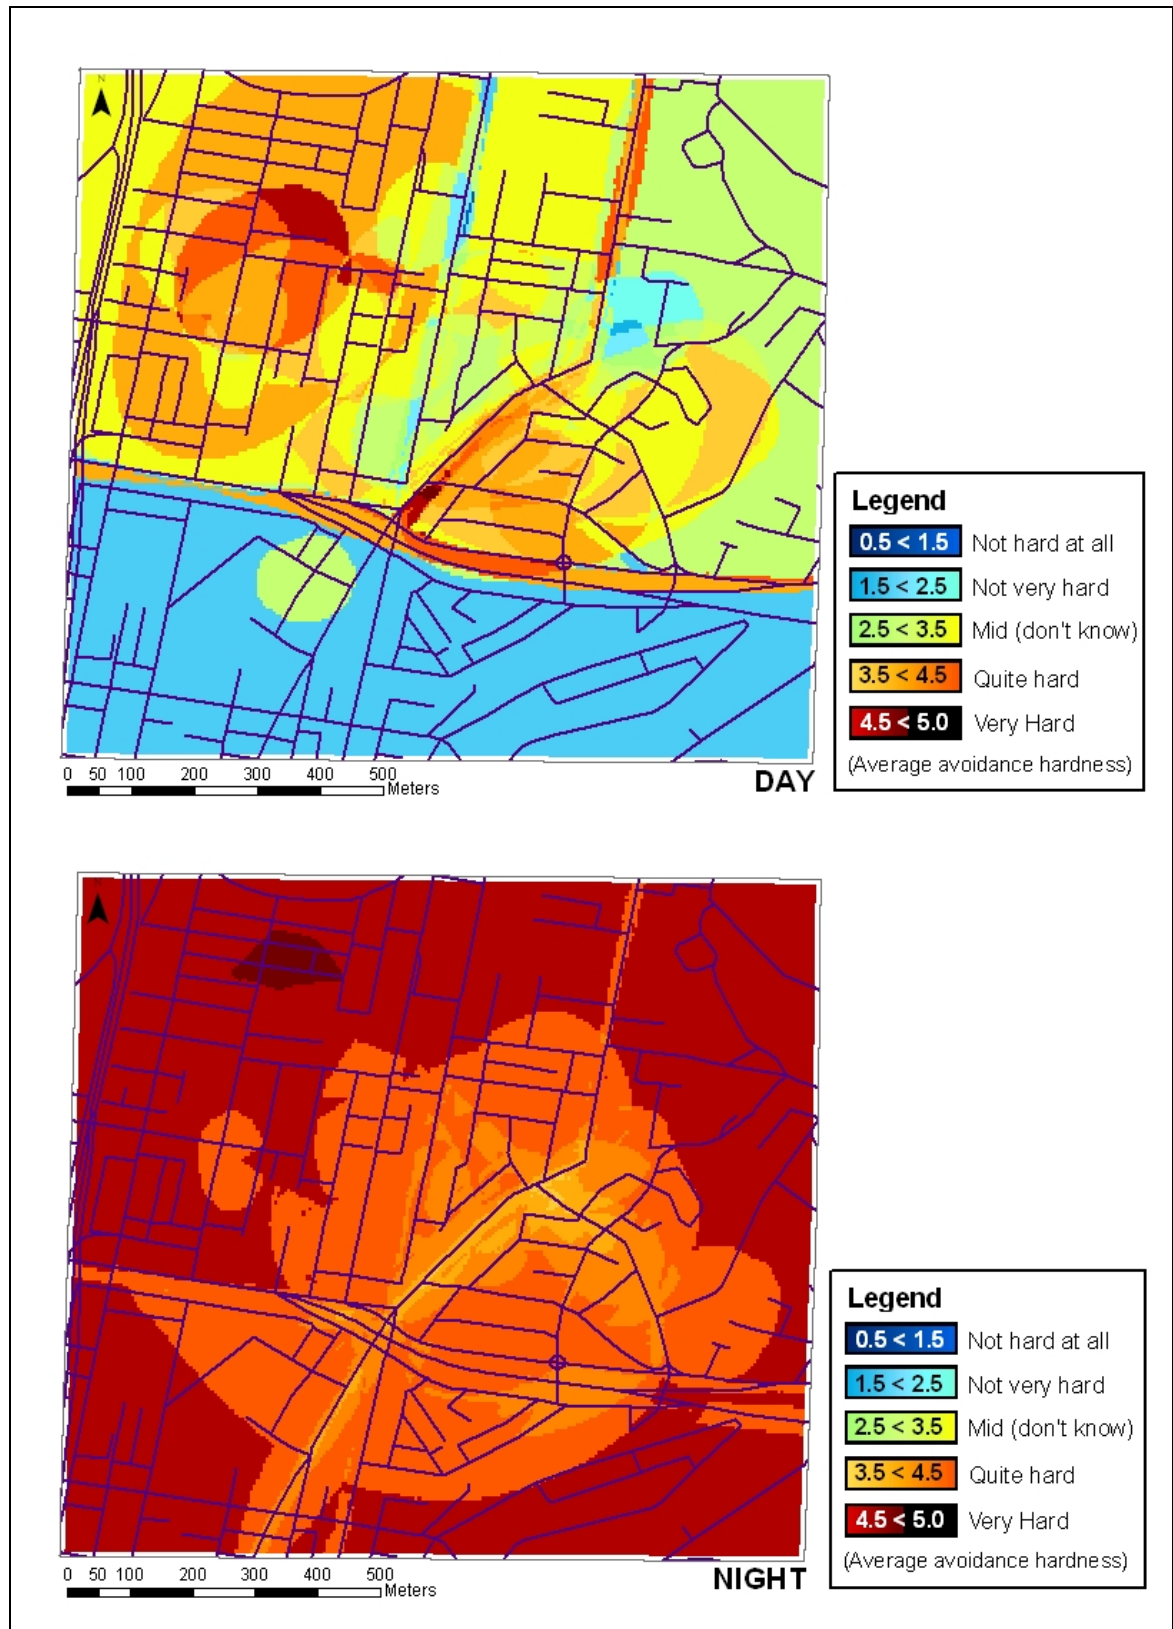 N
Legend
0.5 < 1.5 Not hard at all
1.5 < 2.5 Not very hard
2.5 < 3.5 Mid (don't know)
3.5 < 4.5 Quite hard
4.5 < 5.0 Very Hard
(Average avoidance hardness)
0 50 100 200 300 400 500 Meters
DAY
N
Legend
0.5 < 1.5 Not hard at all
1.5 < 2.5 Not very hard
2.5 < 3.5 Mid (don't know)
3.5 < 4.5 Quite hard
4.5 < 5.0 Very Hard
(Average avoidance hardness)
0 50 100 200 300 400 500 Meters
NIGHT